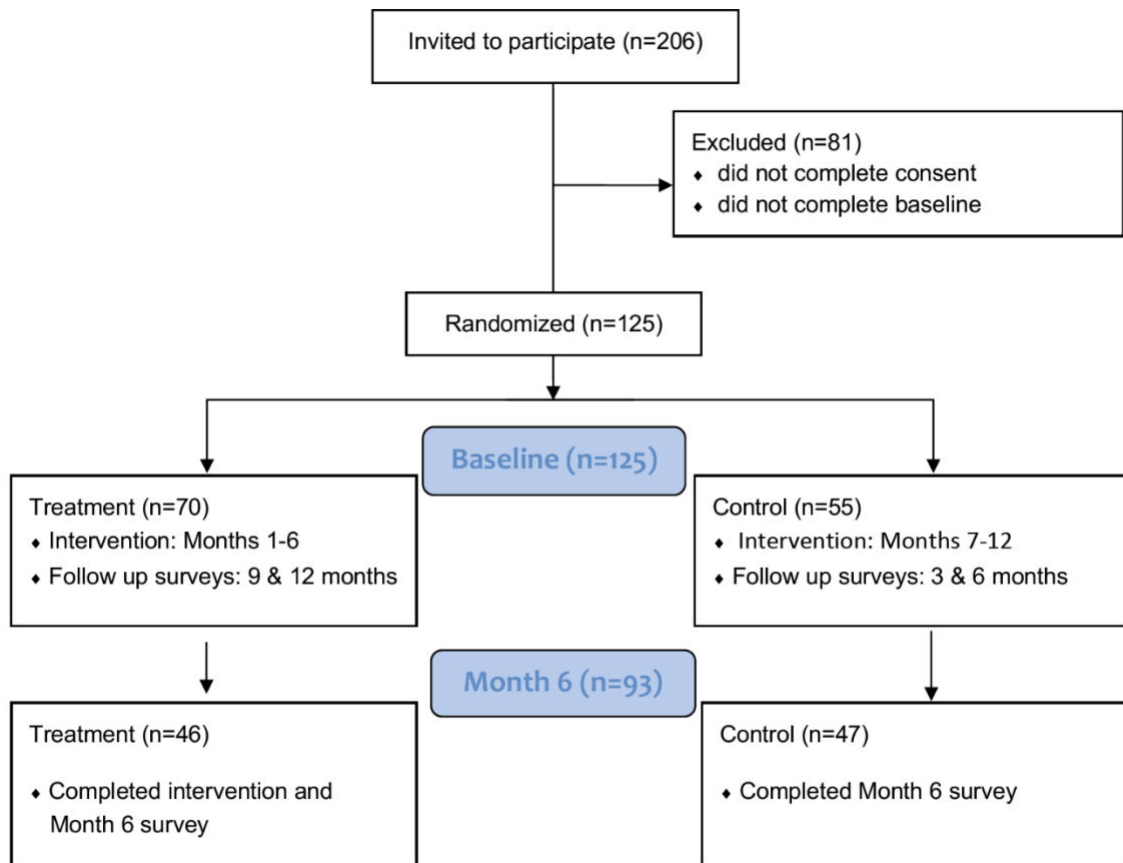 Invited to participate (n=206)
Excluded (n=81)
⬧ did not complete consent
⬧ did not complete baseline
Randomized (n=125)
Baseline (n=125)
Treatment (n=70)
⬧ Intervention: Months 1-6
⬧ Follow up surveys: 9 & 12 months
Control (n=55)
⬧ Intervention: Months 7-12
⬧ Follow up surveys: 3 & 6 months
Month 6 (n=93)
Treatment (n=46)
⬧ Completed intervention and
Month 6 survey
Control (n=47)
⬧ Completed Month 6 survey